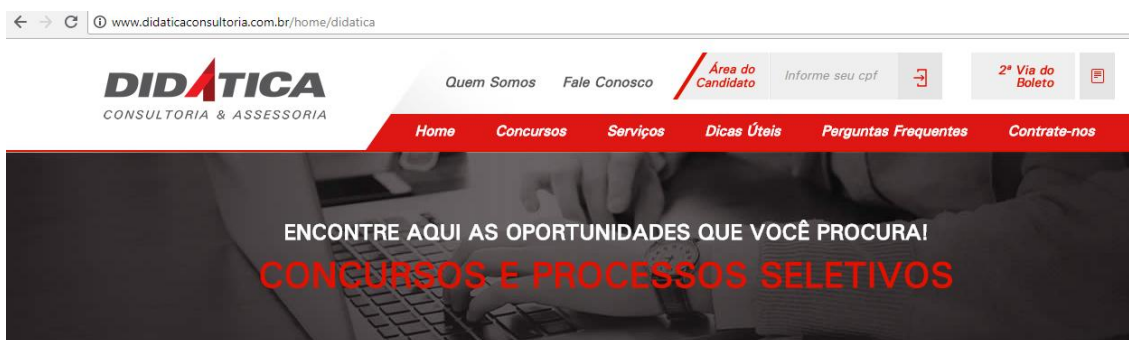 www.didaticaconsultoria.com.br/home/didatica
DIDATICA
CONSULTORIA & ASSESSORIA
Quem Somos Fale Conosco
Área do
Candidato
Informe seu cpf
2ª Via do
Boleto
Home Concursos Serviços Dicas Úteis Perguntas Frequentes Contrate-nos
ENCONTRE AQUI AS OPORTUNIDADES QUE VOCÊ PROCURA!
CONCURSOS E PROCESSOS SELETIVOS